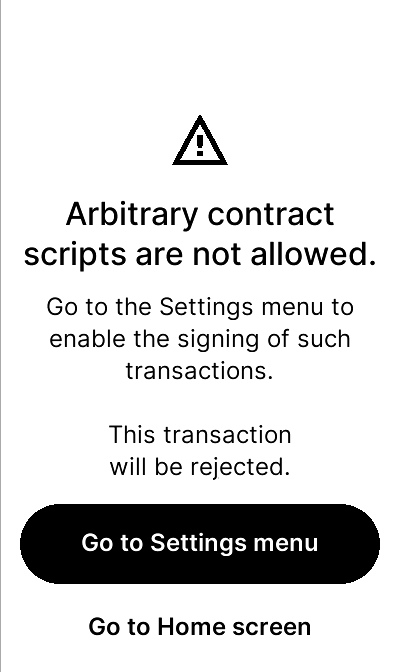 Arbitrary contract
scripts are not allowed.
Go to the Settings menu to
enable the signing of such
transactions.
This transaction
will be rejected.
Go to Settings menu
Go to Home screen